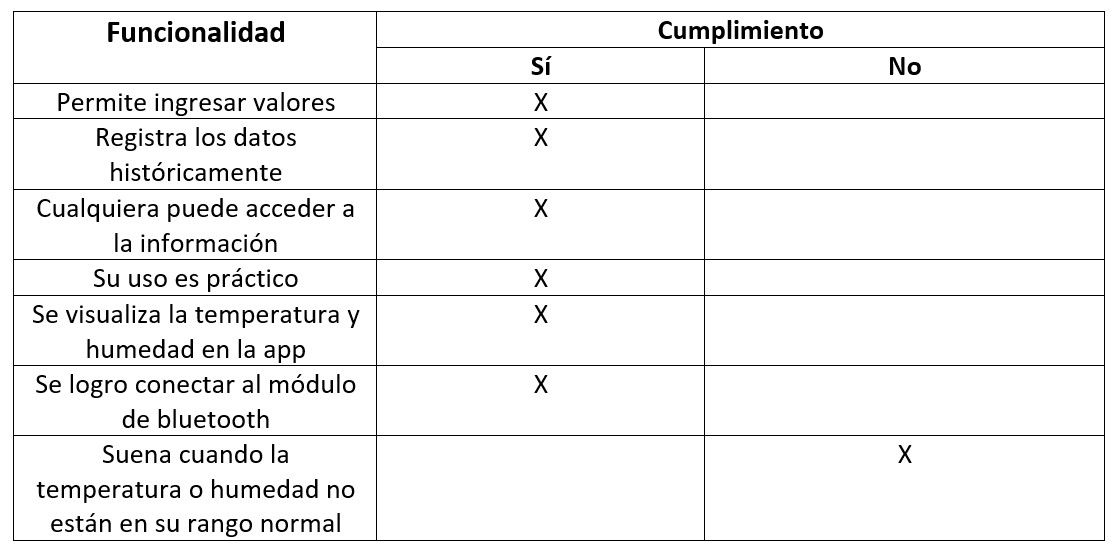 Funcionalidad
Cumplimiento
Sí
No
Permite ingresar valores
X
Registra los datos
históricamente
X
Cualquiera puede acceder a
la información
X
Su uso es práctico
X
Se visualiza la temperatura y
humedad en la app
X
Se logro conectar al módulo
de bluetooth
X
Suena cuando la
temperatura o humedad no
están en su rango normal
X